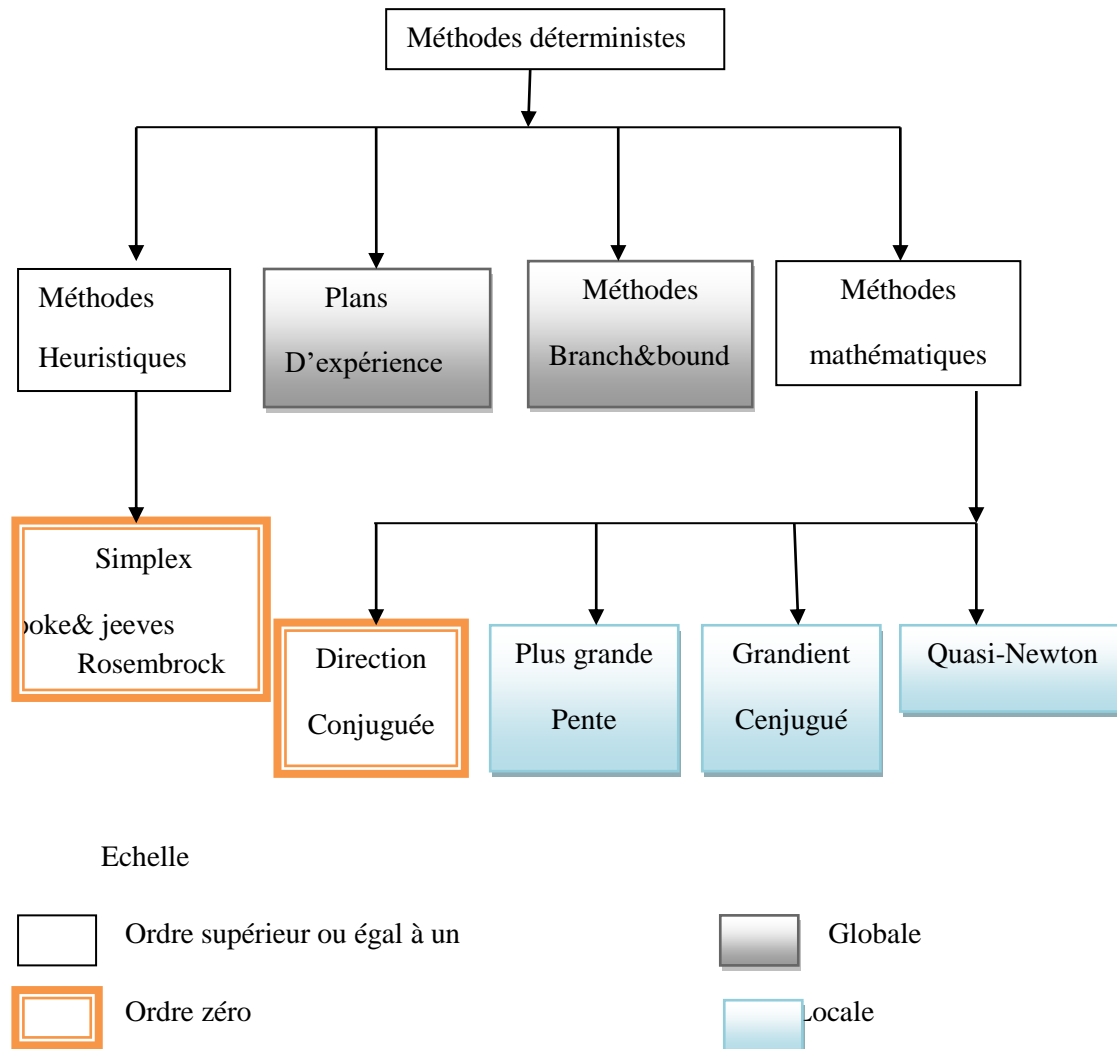 Méthodes déterministes
Méthodes
Heuristiques
Plans
D’expérience
Méthodes
Branch&bound
Méthodes
mathématiques
Simplex
jeeves
Rosembrock
Direction
Conjuguée
Plus grande
Pente
Grandient
Cenjugué
Quasi-Newton
Echelle
Ordre supérieur ou égal à un
Globale
Ordre zéro
Locale